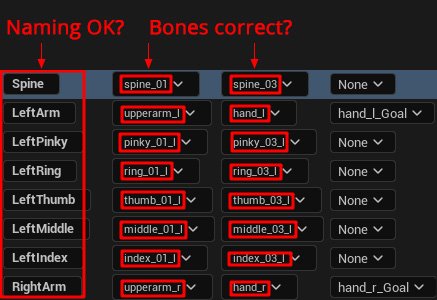 Naming OK? Bones correct?
Spine spine_01 spine_03 None
LeftArm upperarm_l hand_l hand_l_Goal
LeftPinky pinky_01_l pinky_03_l None
LeftRing ring_01_l ring_03_l None
LeftThumb thumb_01_l thumb_03_l None
LeftMiddle middle_01_l middle_03_l None
LeftIndex index_01_l index_03_l None
RightArm upperarm_r hand_r hand_r_Goal